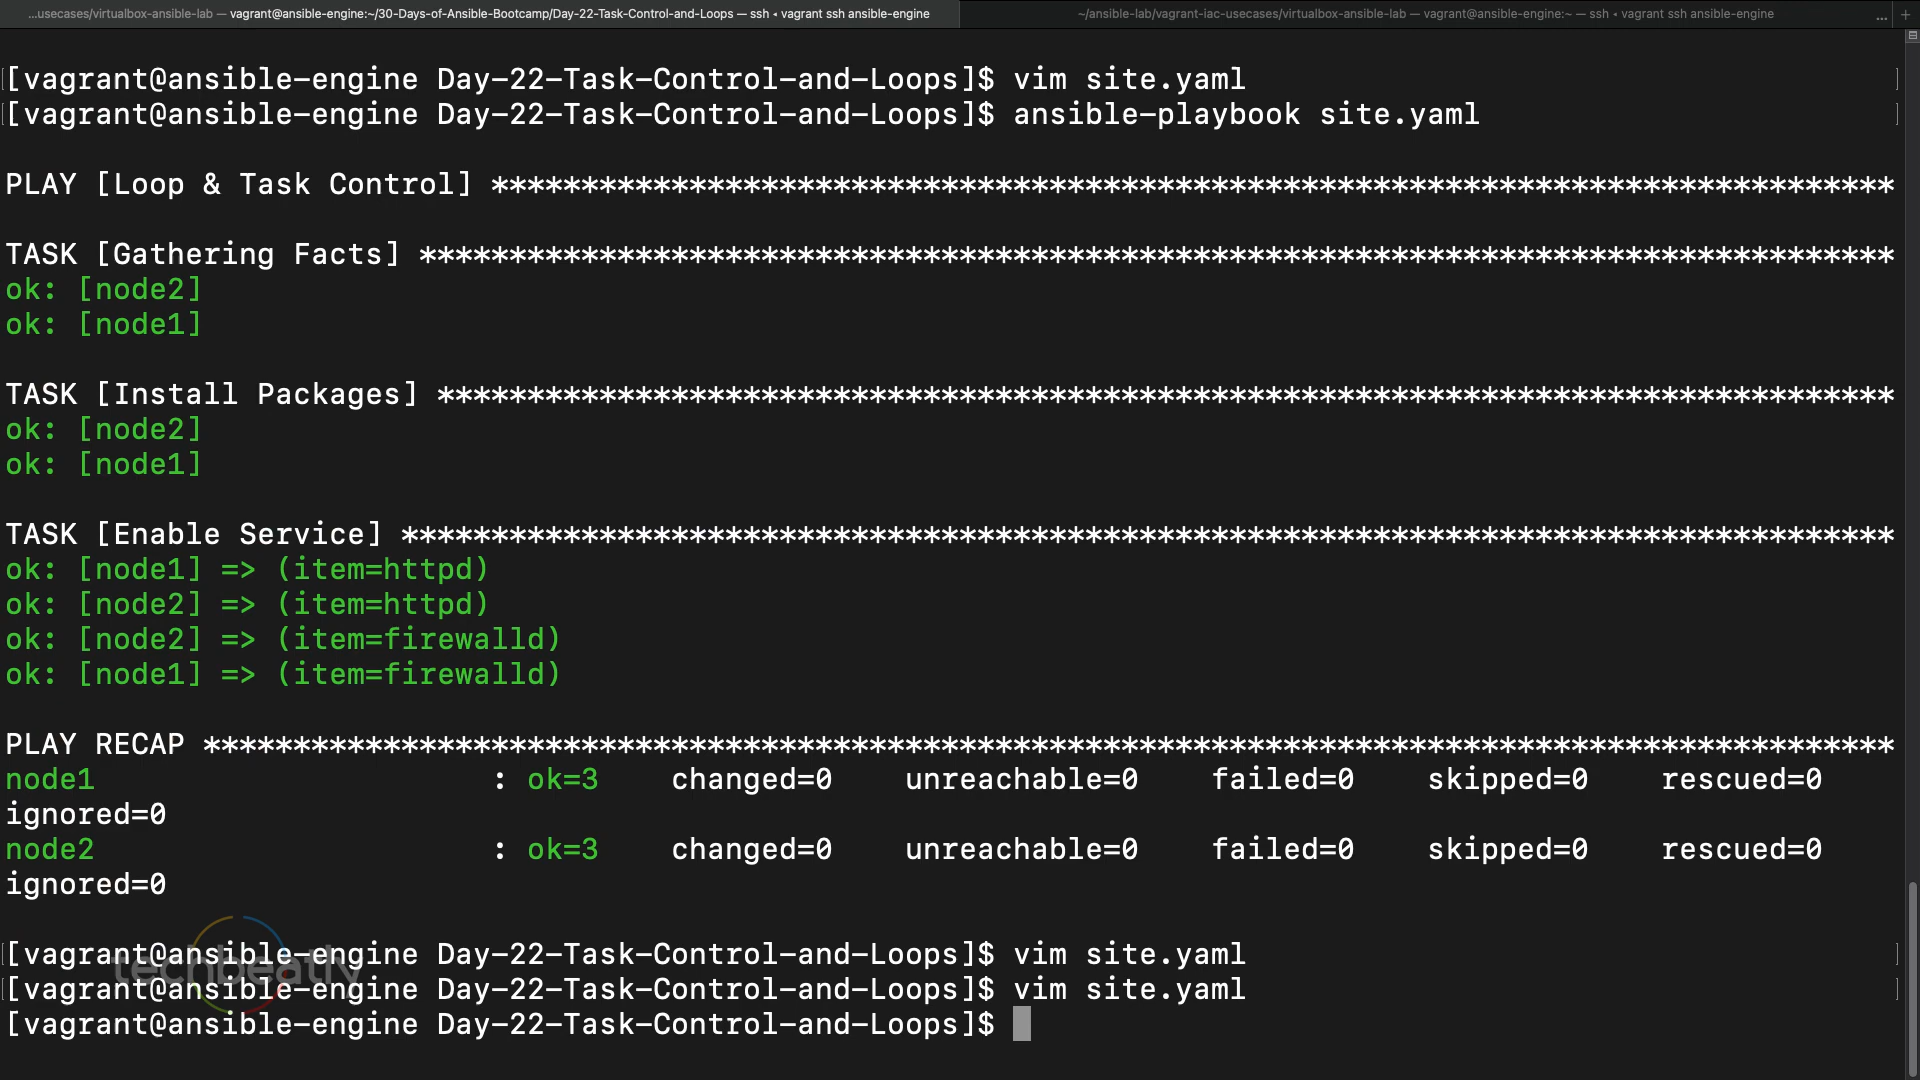 ...usecases/virtualbox-ansible-lab — vagrant@ansible-engine:~/30-Days-of-Ansible-Bootcamp/Day-22-Task-Control-and-Loops — ssh ◂ vagrant ssh ansible-engine
~/ansible-lab/vagrant-iac-usecases/virtualbox-ansible-lab — vagrant@ansible-engine:~ — ssh ◂ vagrant ssh ansible-engine ... +
[vagrant@ansible-engine Day-22-Task-Control-and-Loops]$ vim site.yaml
[vagrant@ansible-engine Day-22-Task-Control-and-Loops]$ ansible-playbook site.yaml
PLAY [Loop & Task Control] ******************************************************************************
TASK [Gathering Facts] **********************************************************************************
ok: [node2]
ok: [node1]
TASK [Install Packages] *********************************************************************************
ok: [node2]
ok: [node1]
TASK [Enable Service] ***********************************************************************************
ok: [node1] => (item=httpd)
ok: [node2] => (item=httpd)
ok: [node2] => (item=firewalld)
ok: [node1] => (item=firewalld)
PLAY RECAP **********************************************************************************************
node1 : ok=3 changed=0 unreachable=0 failed=0 skipped=0 rescued=0
ignored=0
node2 : ok=3 changed=0 unreachable=0 failed=0 skipped=0 rescued=0
ignored=0
[vagrant@ansible-engine Day-22-Task-Control-and-Loops]$ vim site.yaml
techbeatly
[vagrant@ansible-engine Day-22-Task-Control-and-Loops]$ vim site.yaml
[vagrant@ansible-engine Day-22-Task-Control-and-Loops]$